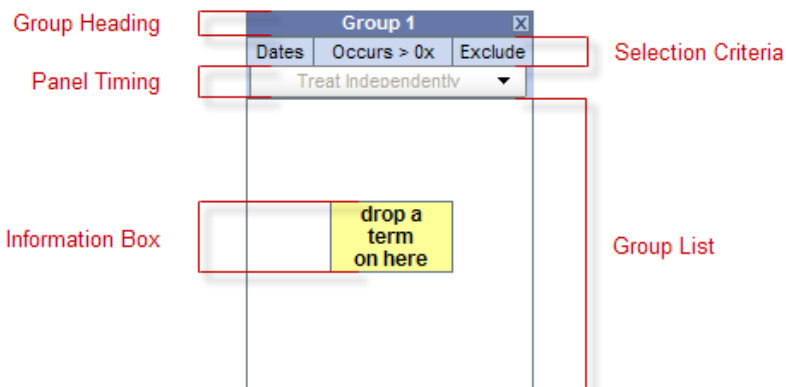 Group Heading
Group 1
Dates
Occurs > 0x
Exclude
Selection Criteria
Panel Timing
Treat Independently
Information Box
drop a
term
on here
Group List